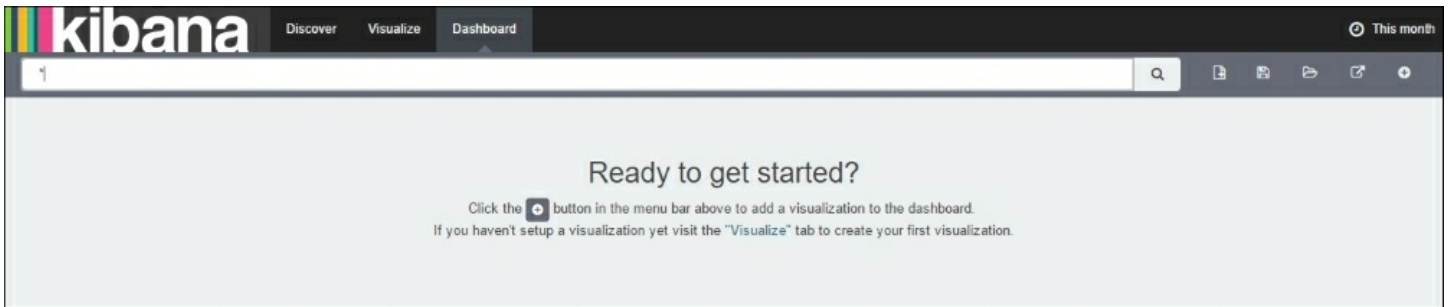 kibana Discover Visualize Dashboard This month
*
Ready to get started?
Click the button in the menu bar above to add a visualization to the dashboard.
If you haven't setup a visualization yet visit the "Visualize" tab to create your first visualization.